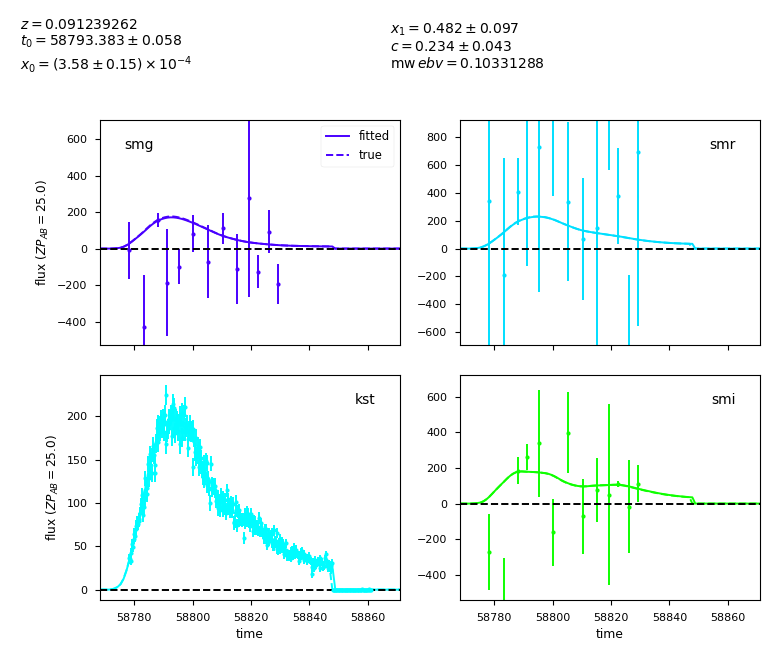 z = 0.091239262
t₀ = 58793.383 ± 0.058
x₀ = (3.58 ± 0.15) × 10⁻⁴
x₁ = 0.482 ± 0.097
c = 0.234 ± 0.043
mw ebv = 0.10331288
smg
fitted
true
flux (ZP_AB = 25.0)
600
400
200
0
−200
−400
smr
800
600
400
200
0
−200
−400
−600
kst
flux (ZP_AB = 25.0)
200
150
100
50
0
58780 58800 58820 58840 58860
time
smi
600
400
200
0
−200
−400
58780 58800 58820 58840 58860
time